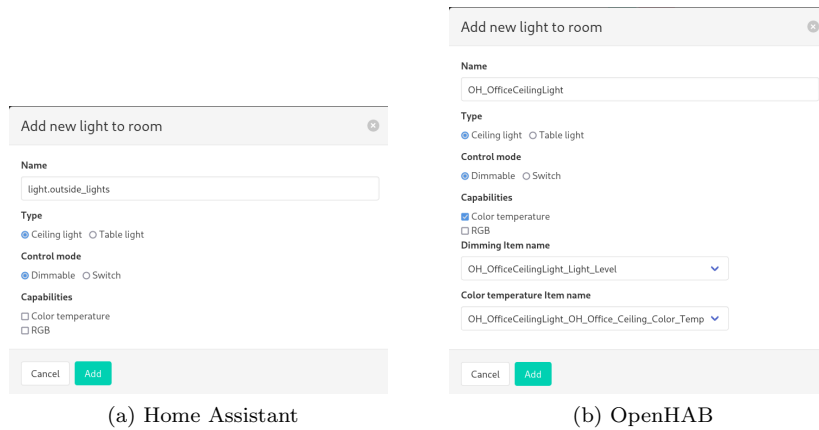 Add new light to room
Name
light.outside_lights
Type
Ceiling light Table light
Control mode
Dimmable Switch
Capabilities
Color temperature
RGB
Cancel Add
(a) Home Assistant
Add new light to room
Name
OH_OfficeCeilingLight
Type
Ceiling light Table light
Control mode
Dimmable Switch
Capabilities
Color temperature
RGB
Dimming Item name
OH_OfficeCeilingLight_Light_Level
Color temperature Item name
OH_OfficeCeilingLight_OH_Office_Ceiling_Color_Temp
Cancel Add
(b) OpenHAB